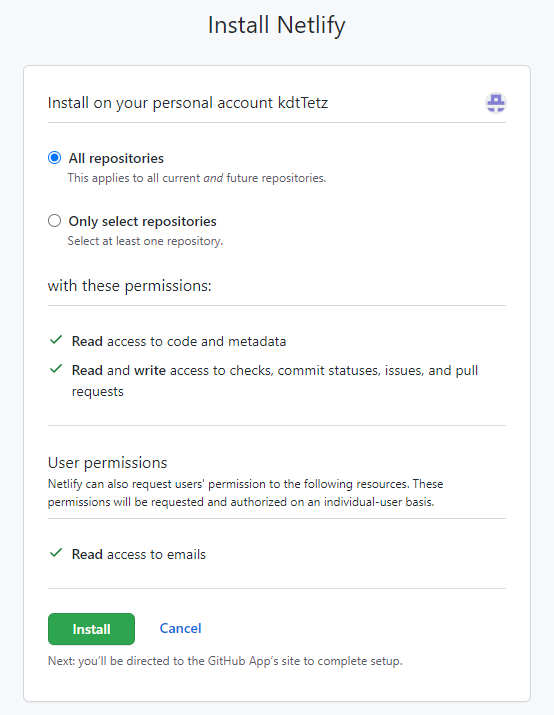 Install Netlify
Install on your personal account kdtTetz
All repositories
This applies to all current and future repositories.
Only select repositories
Select at least one repository.
with these permissions:
Read access to code and metadata
Read and write access to checks, commit statuses, issues, and pull
requests
User permissions
Netlify can also request users' permission to the following resources. These
permissions will be requested and authorized on an individual-user basis.
Read access to emails
Install Cancel
Next: you'll be directed to the GitHub App's site to complete setup.